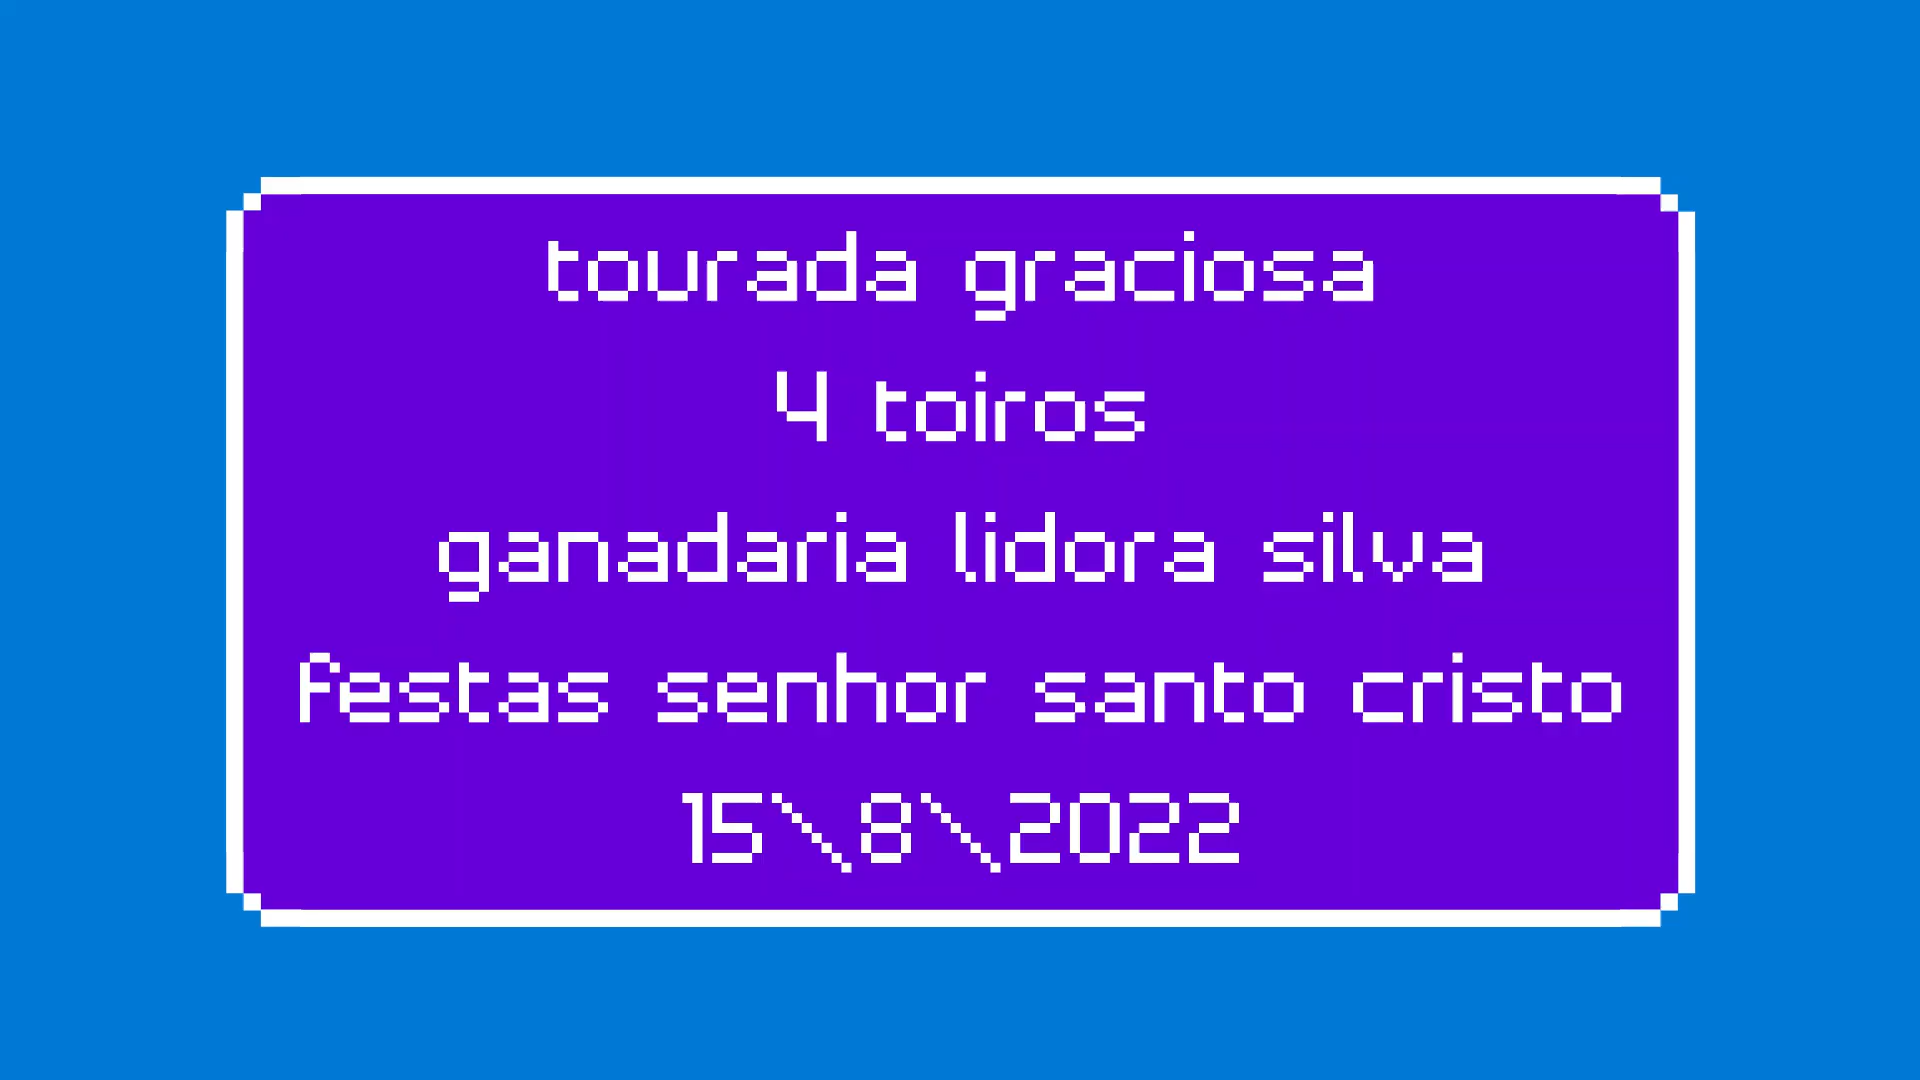 tourada graciosa
4 toiros
ganadaria lidora silva
festas senhor santo cristo
15\8\2022